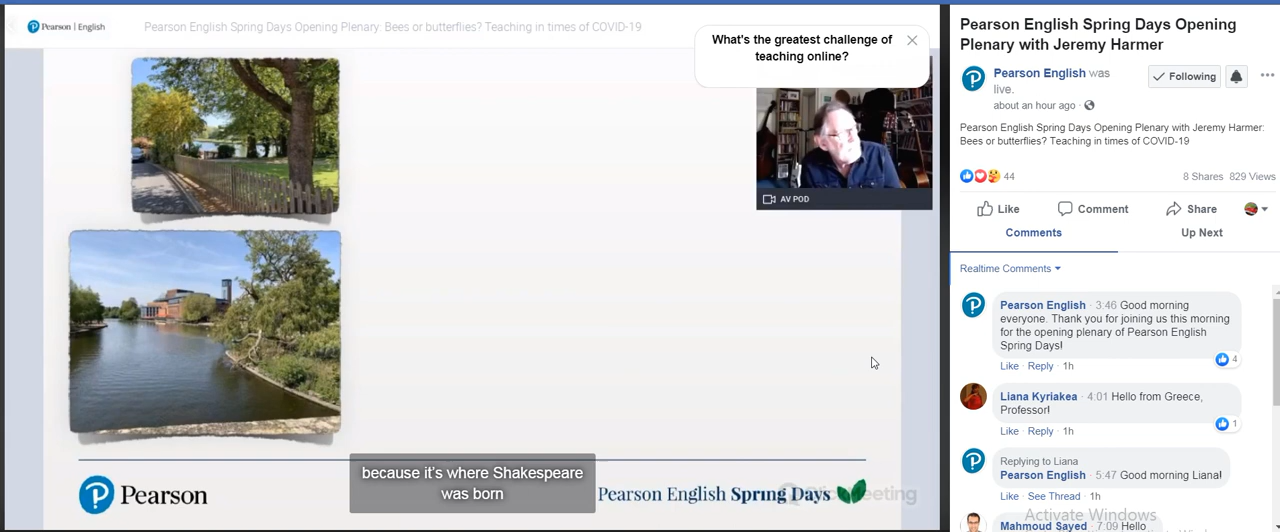 Pearson | English
Pearson English Spring Days Opening Plenary: Bees or butterflies? Teaching in times of COVID-19
What's the greatest challenge of
teaching online?
AV POD
because it's where Shakespeare
was born
Pearson
Pearson English Spring Days
ClickMeeting
Pearson English Spring Days Opening
Plenary with Jeremy Harmer
Pearson English was
live.
about an hour ago ·
Following
Pearson English Spring Days Opening Plenary with Jeremy Harmer:
Bees or butterflies? Teaching in times of COVID-19
44
8 Shares 829 Views
Like Comment Share
Comments Up Next
Realtime Comments
Pearson English · 3:46 Good morning
everyone. Thank you for joining us this morning
for the opening plenary of Pearson English
Spring Days!
4
Like · Reply · 1h
Liana Kyriakea · 4:01 Hello from Greece,
Professor!
1
Like · Reply · 1h
Replying to Liana
Pearson English · 5:47 Good morning Liana!
Like · See Thread · 1h
Activate Windows
Mahmoud Sayed · 7:09 Hello